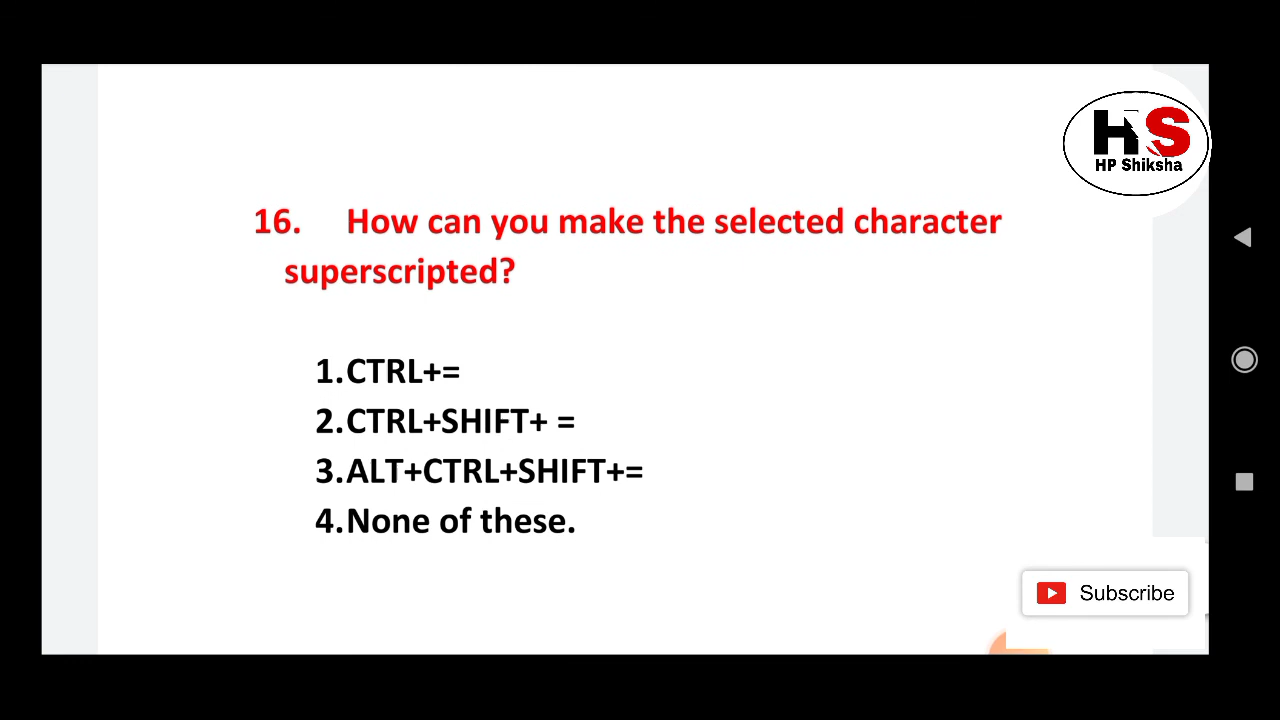 HS
HP Shiksha
16. How can you make the selected character
superscripted?
1.CTRL+=
2.CTRL+SHIFT+ =
3.ALT+CTRL+SHIFT+=
4.None of these.
Subscribe